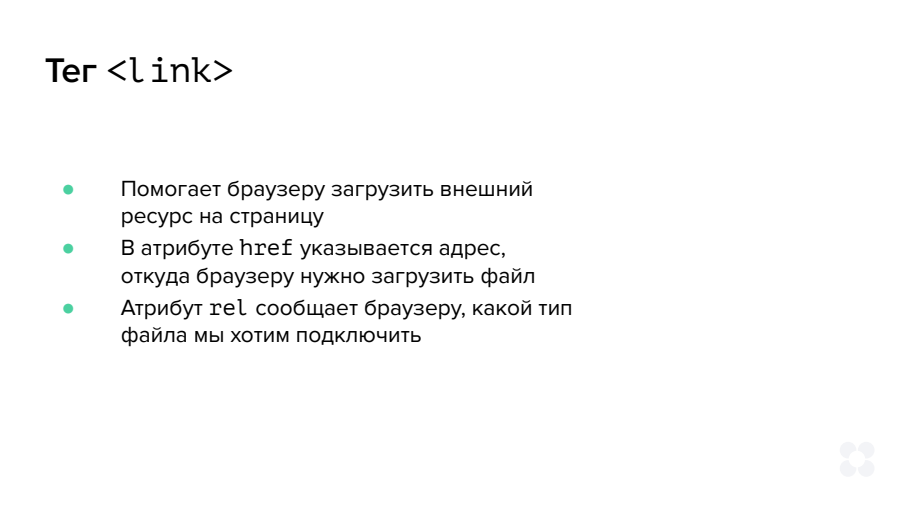 Тег <link>
Помогает браузеру загрузить внешний
ресурс на страницу
В атрибуте href указывается адрес,
откуда браузеру нужно загрузить файл
Атрибут rel сообщает браузеру, какой тип
файла мы хотим подключить